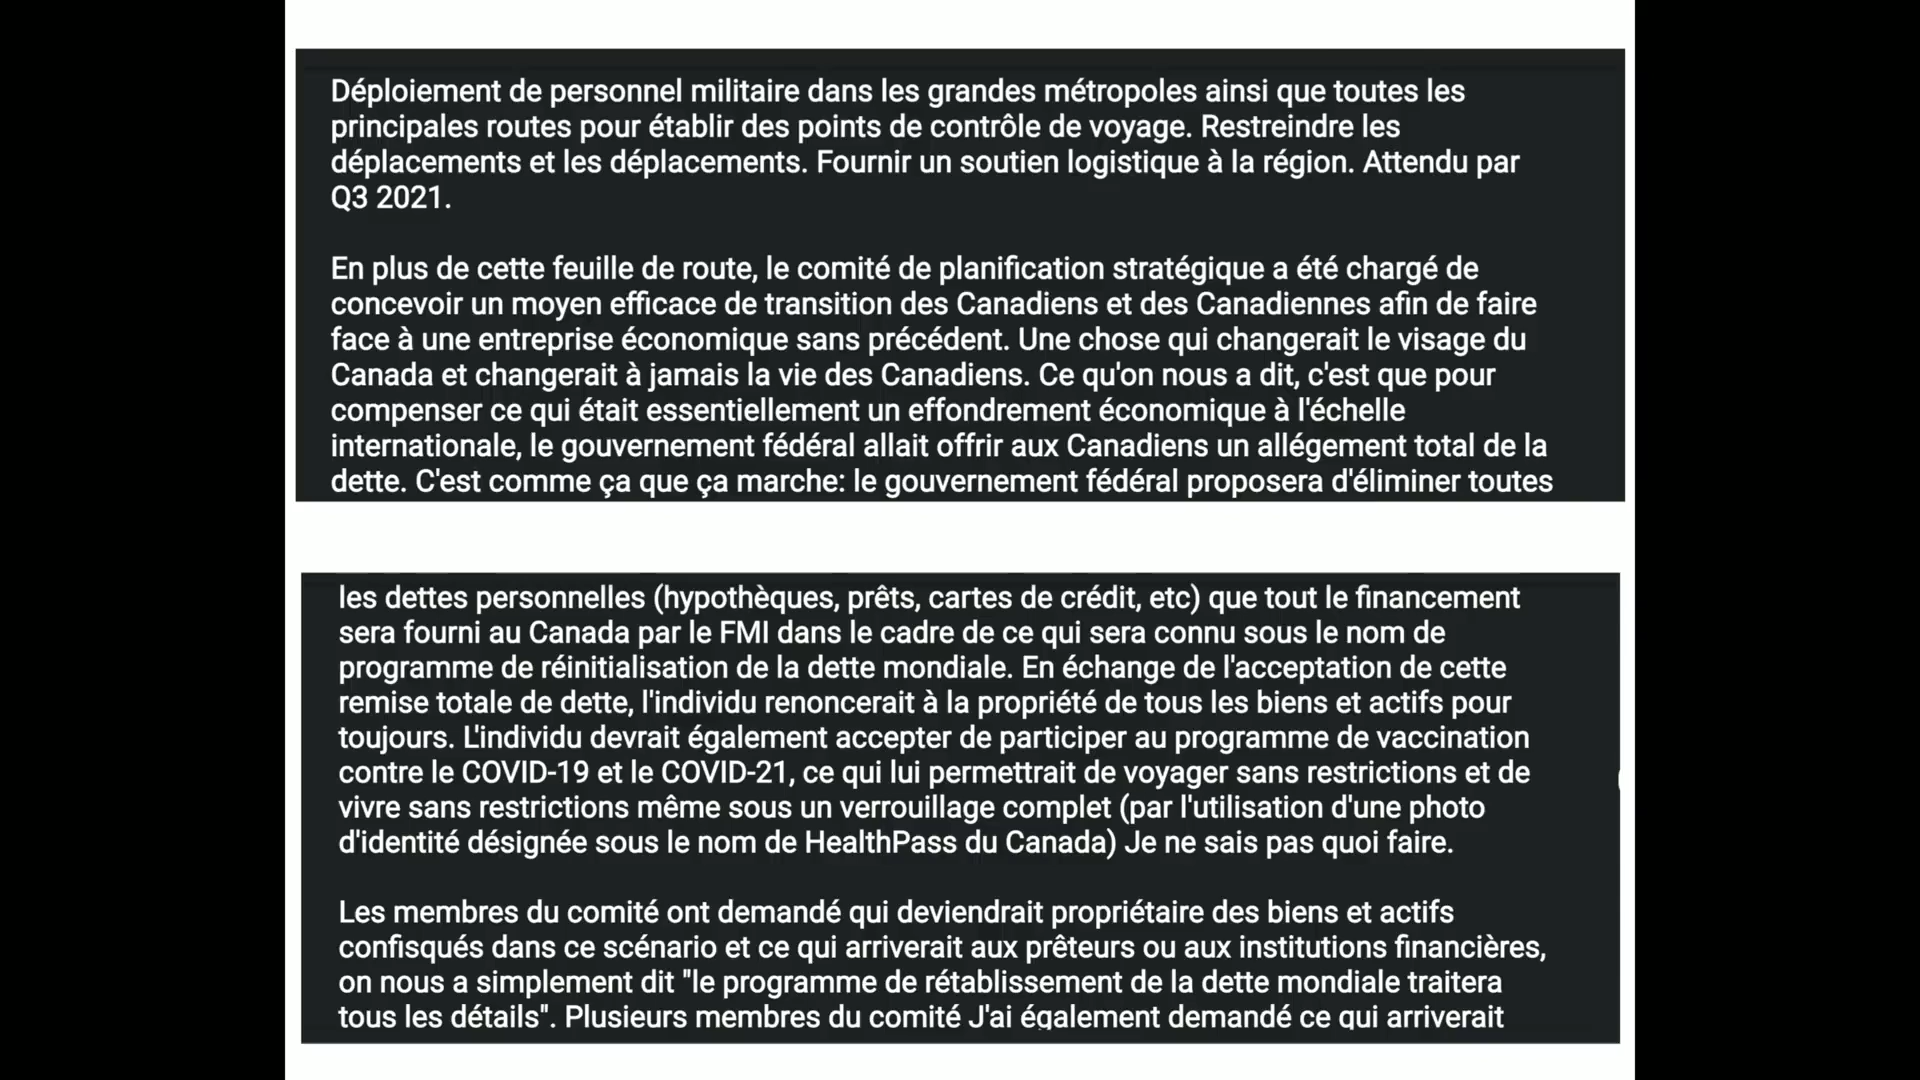 Déploiement de personnel militaire dans les grandes métropoles ainsi que toutes les
principales routes pour établir des points de contrôle de voyage. Restreindre les
déplacements et les déplacements. Fournir un soutien logistique à la région. Attendu par
Q3 2021.
En plus de cette feuille de route, le comité de planification stratégique a été chargé de
concevoir un moyen efficace de transition des Canadiens et des Canadiennes afin de faire
face à une entreprise économique sans précédent. Une chose qui changerait le visage du
Canada et changerait à jamais la vie des Canadiens. Ce qu'on nous a dit, c'est que pour
compenser ce qui était essentiellement un effondrement économique à l'échelle
internationale, le gouvernement fédéral allait offrir aux Canadiens un allégement total de la
dette. C'est comme ça que ça marche: le gouvernement fédéral proposera d'éliminer toutes
les dettes personnelles (hypothèques, prêts, cartes de crédit, etc) que tout le financement
sera fourni au Canada par le FMI dans le cadre de ce qui sera connu sous le nom de
programme de réinitialisation de la dette mondiale. En échange de l'acceptation de cette
remise totale de dette, l'individu renoncerait à la propriété de tous les biens et actifs pour
toujours. L'individu devrait également accepter de participer au programme de vaccination
contre le COVID-19 et le COVID-21, ce qui lui permettrait de voyager sans restrictions et de
vivre sans restrictions même sous un verrouillage complet (par l'utilisation d'une photo
d'identité désignée sous le nom de HealthPass du Canada) Je ne sais pas quoi faire.
Les membres du comité ont demandé qui deviendrait propriétaire des biens et actifs
confisqués dans ce scénario et ce qui arriverait aux prêteurs ou aux institutions financières,
on nous a simplement dit "le programme de rétablissement de la dette mondiale traitera
tous les détails". Plusieurs membres du comité J'ai également demandé ce qui arriverait